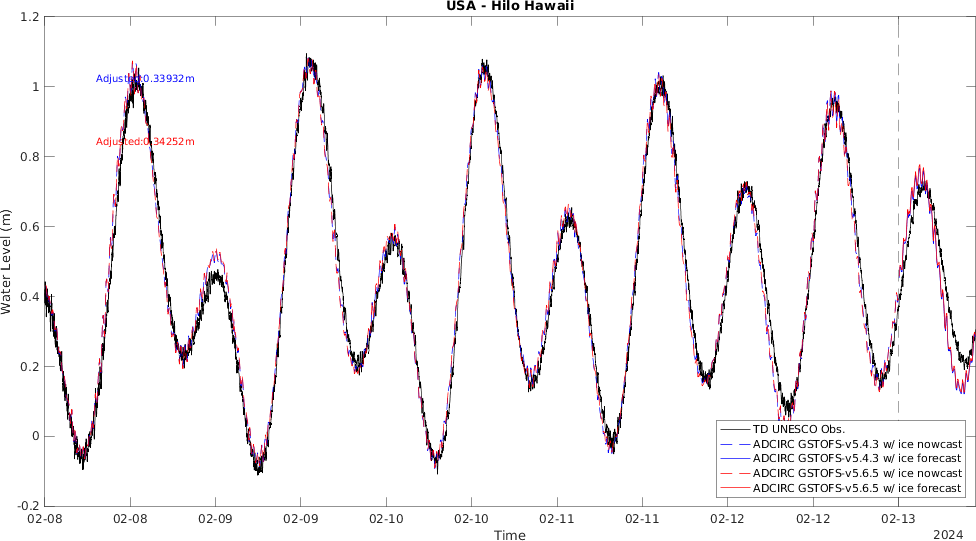 USA - Hilo Hawaii
1.2
1
0.8
0.6
0.4
0.2
0
-0.2
Water Level (m)
Adjusted:0.33932m
Adjusted:0.34252m
TD UNESCO Obs.
ADCIRC GSTOFS-v5.4.3 w/ ice nowcast
ADCIRC GSTOFS-v5.4.3 w/ ice forecast
ADCIRC GSTOFS-v5.6.5 w/ ice nowcast
ADCIRC GSTOFS-v5.6.5 w/ ice forecast
02-08 02-08 02-09 02-09 02-10 02-10 02-11 02-11 02-12 02-12 02-13
Time
2024